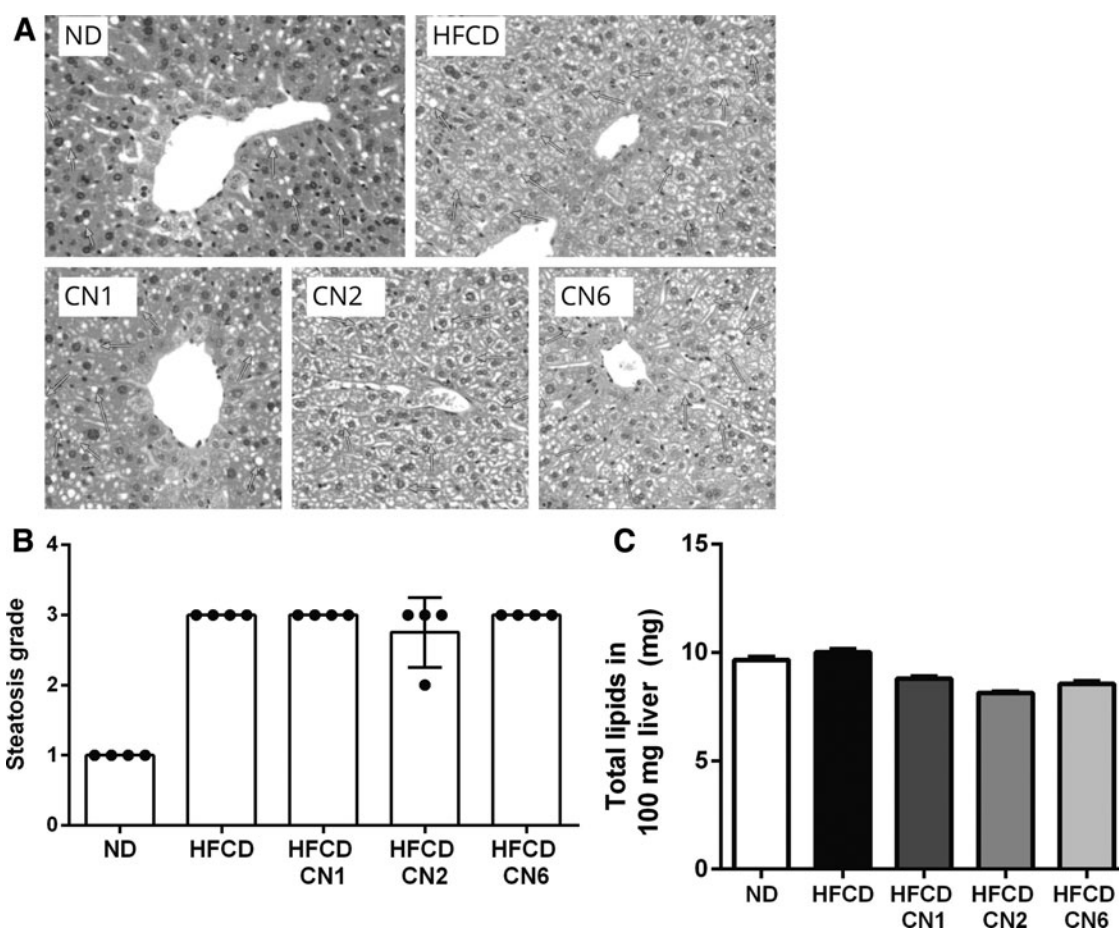 A
ND
HFCD
CN1
CN2
CN6
B
Steatosis grade
4
3
2
1
0
ND
HFCD
HFCD CN1
HFCD CN2
HFCD CN6
C
Total lipids in
100 mg liver (mg)
15
10
5
0
ND
HFCD
HFCD CN1
HFCD CN2
HFCD CN6